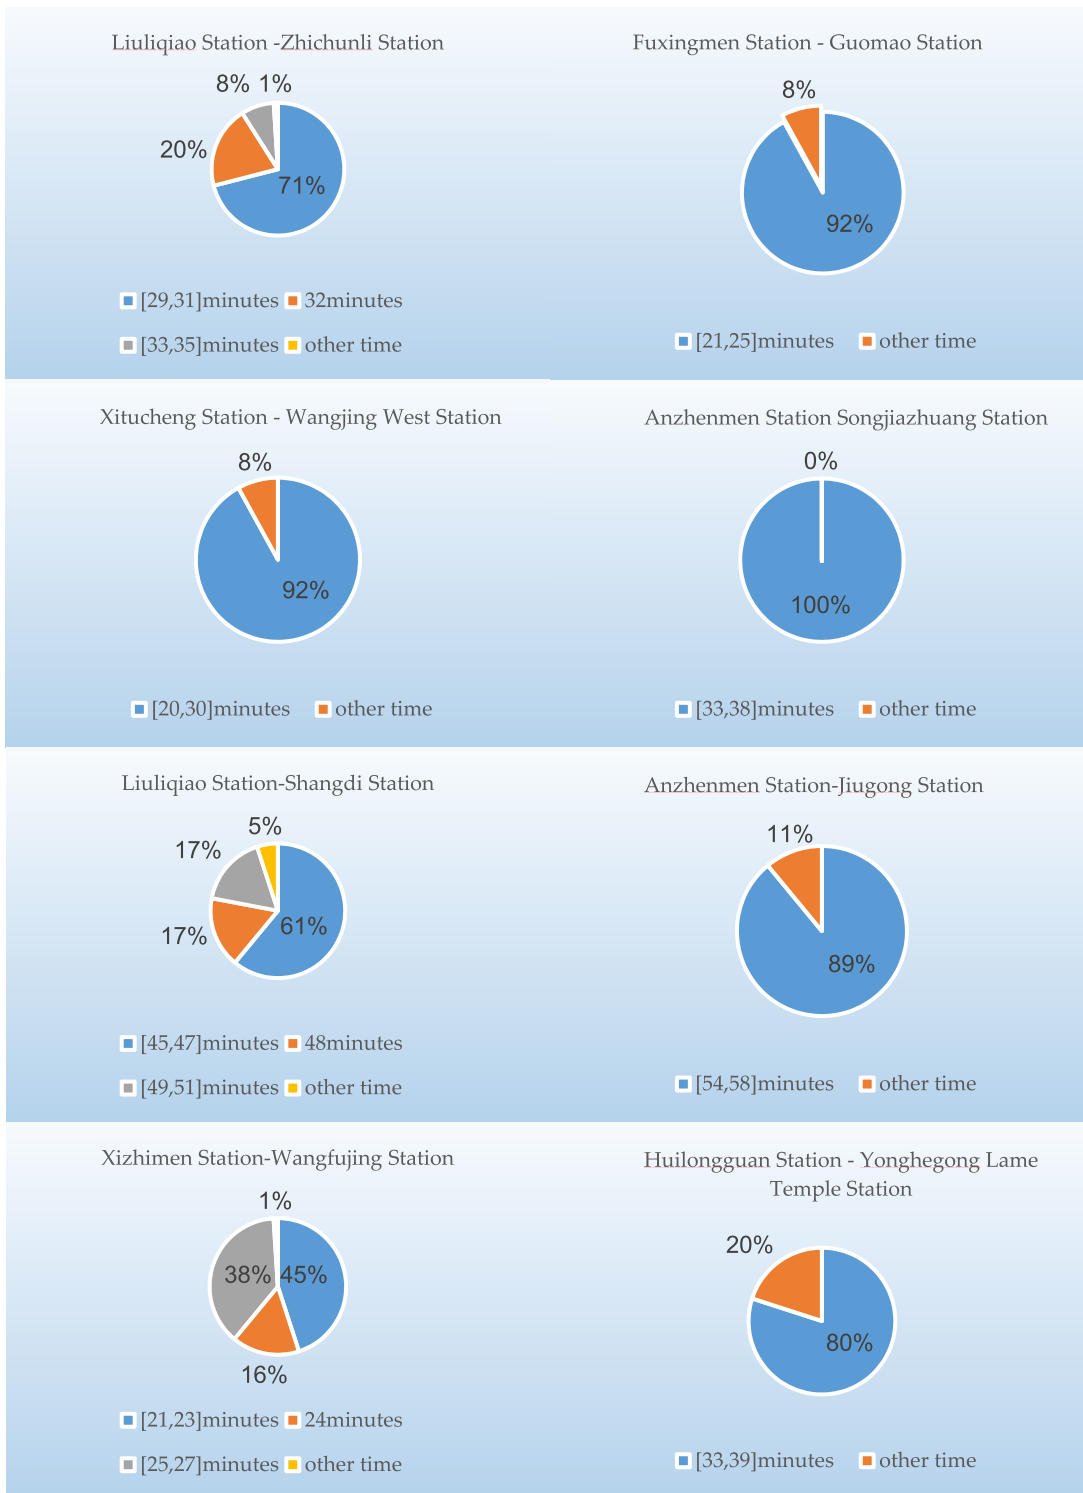 Liuliqiao Station -Zhichunli Station
8% 1%
20%
71%
[29,31]minutes 32minutes
[33,35]minutes other time
Fuxingmen Station - Guomao Station
8%
92%
[21,25]minutes other time
Xitucheng Station - Wangjing West Station
8%
92%
[20,30]minutes other time
Anzhenmen Station Songjiazhuang Station
0%
100%
[33,38]minutes other time
Liuliqiao Station-Shangdi Station
5%
17%
61%
17%
[45,47]minutes 48minutes
[49,51]minutes other time
Anzhenmen Station-Jiugong Station
11%
89%
[54,58]minutes other time
Xizhimen Station-Wangfujing Station
1%
38% 45%
16%
[21,23]minutes 24minutes
[25,27]minutes other time
Huilongguan Station - Yonghegong Lame
Temple Station
20%
80%
[33,39]minutes other time